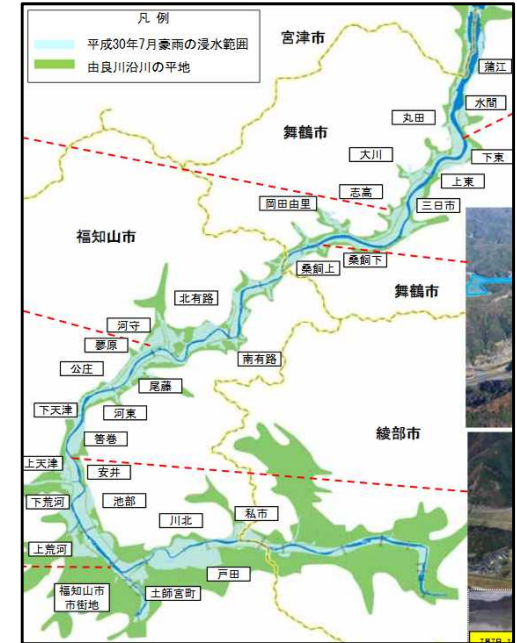 凡 例
平成30年7月豪雨の浸水範囲
由良川沿川の平地
宮津市
蒲江
水間
丸田
舞鶴市
大川
下東
志高
上東
岡田由里
三日市
福知山市
桑飼下
桑飼上
舞鶴市
北有路
河守
蓼原
南有路
公庄
尾藤
下天津
河東
綾部市
筈巻
上天津
安井
下荒河
池部
私市
川北
上荒河
戸田
福知山市
市街地
土師宮町
7月7日